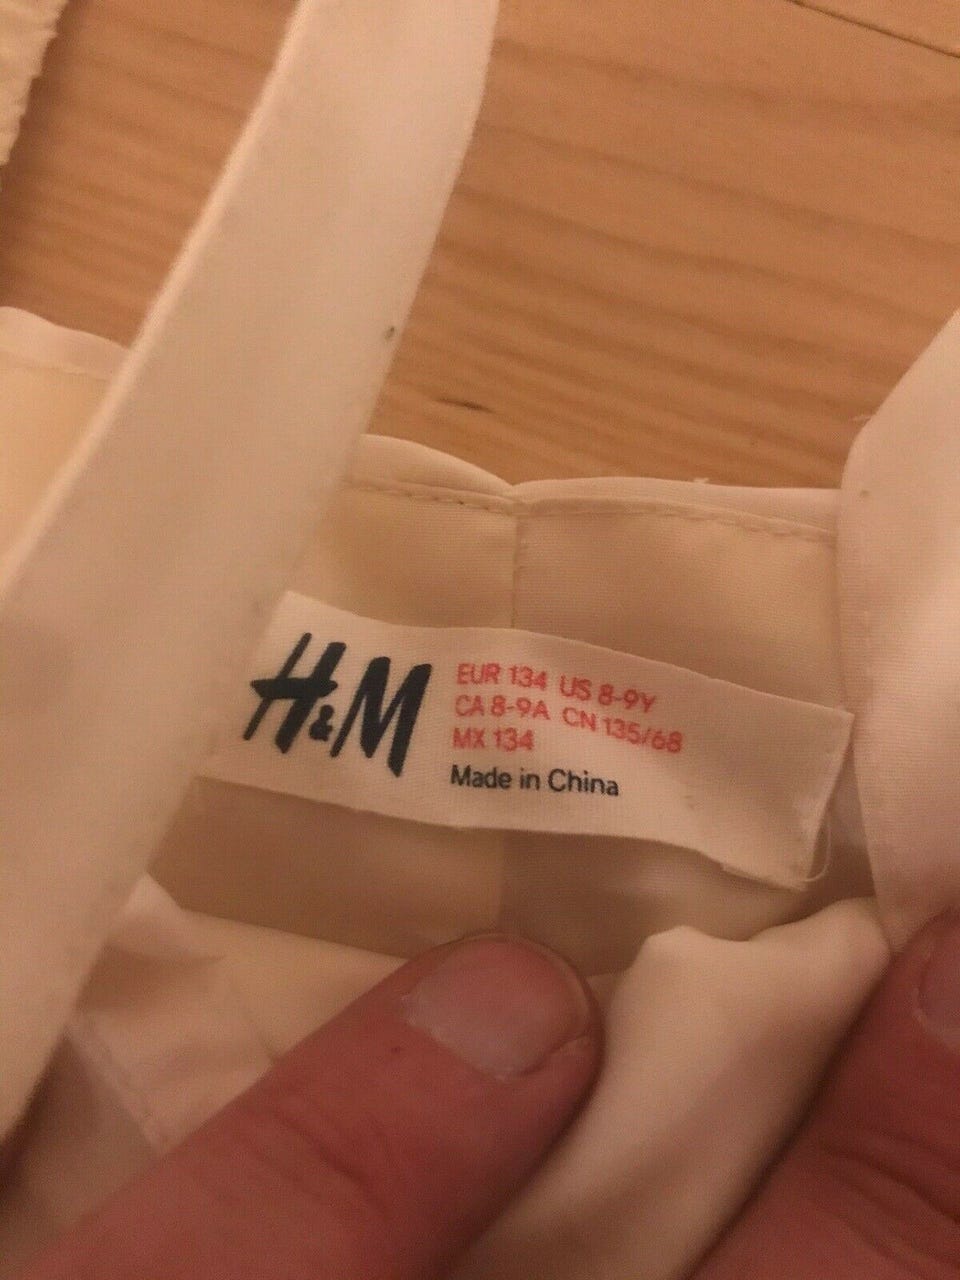 H&M
EUR 134 US 8-9Y
CA 8-9A CN 135/68
MX 134
Made in China